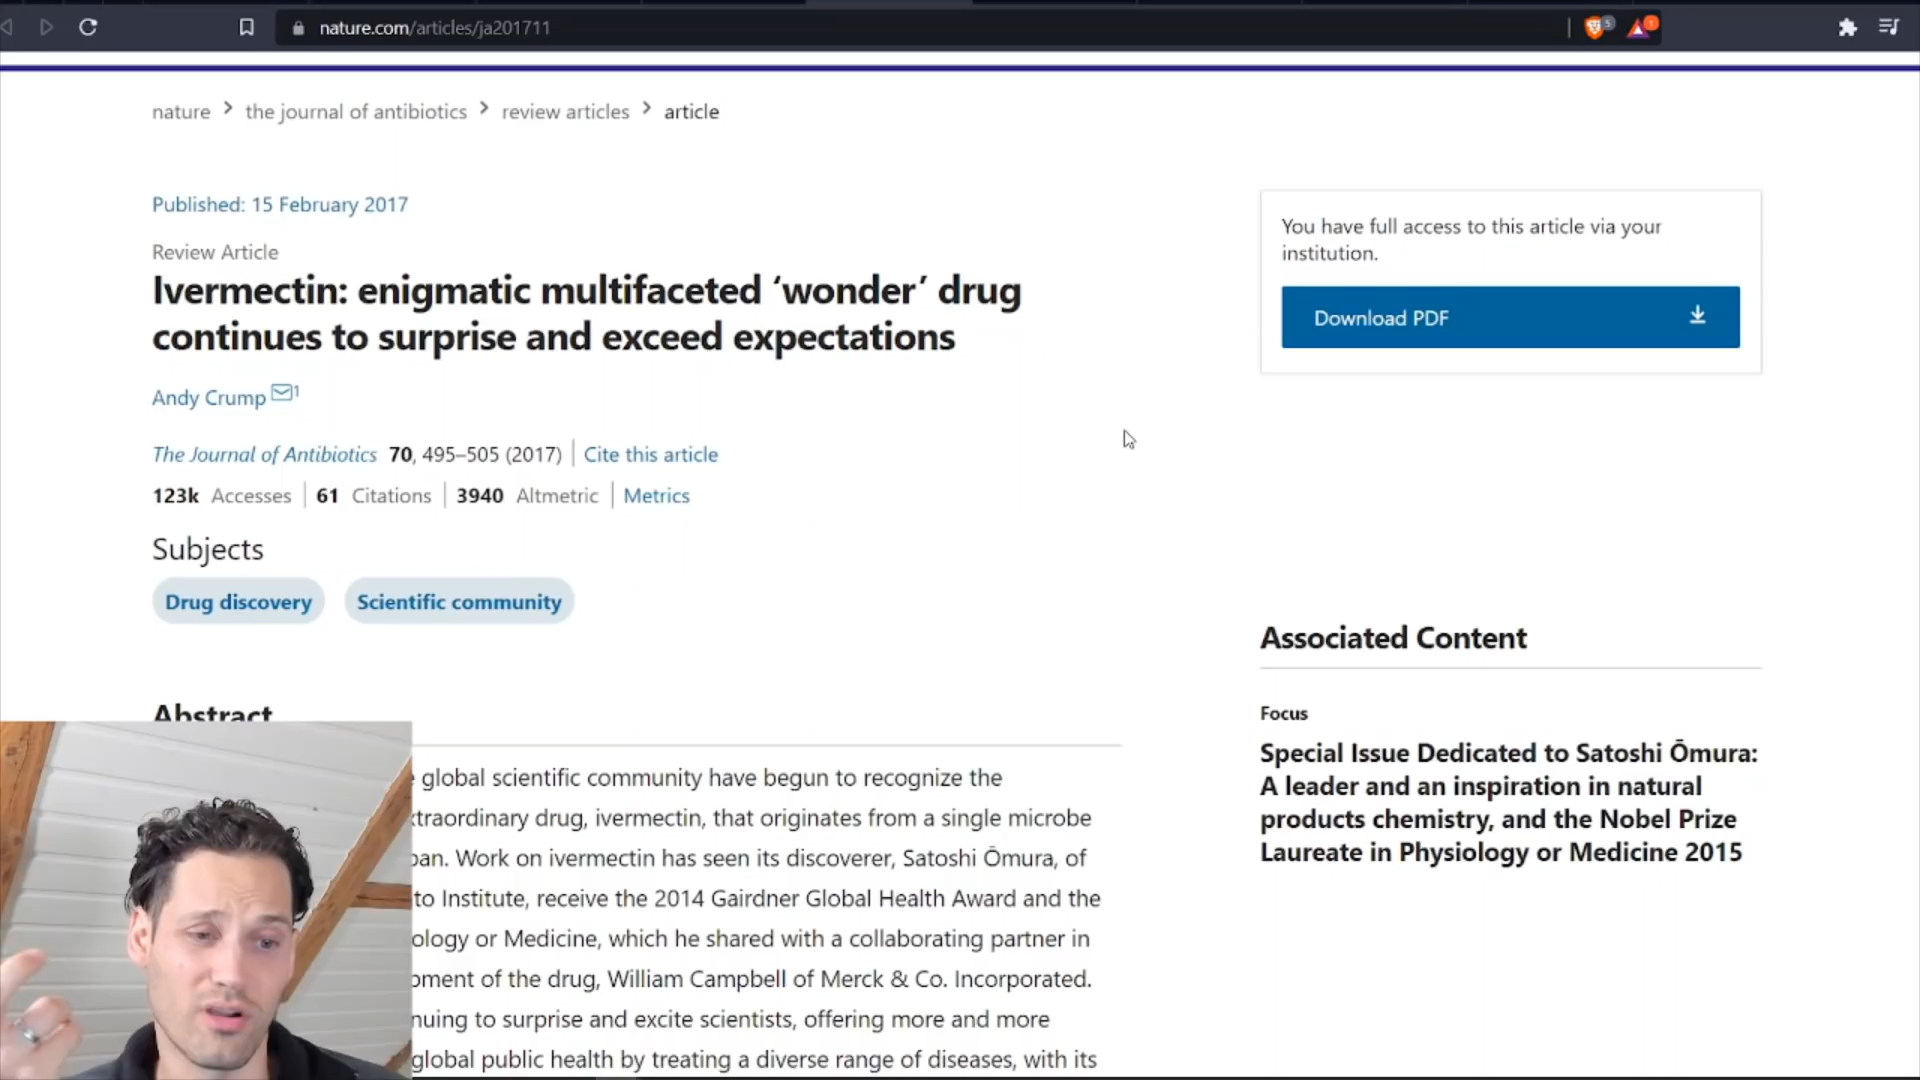 nature.com/articles/ja201711
nature > the journal of antibiotics > review articles > article
Published: 15 February 2017
Review Article
Ivermectin: enigmatic multifaceted ‘wonder’ drug
continues to surprise and exceed expectations
Andy Crump 1
The Journal of Antibiotics 70, 495–505 (2017) | Cite this article
123k Accesses | 61 Citations | 3940 Altmetric | Metrics
Subjects
Drug discovery Scientific community
Abstract
global scientific community have begun to recognize the
drug, ivermectin, that originates from a single microbe
Work on ivermectin has seen its discoverer, Satoshi Ōmura, of
Institute, receive the 2014 Gairdner Global Health Award and the
or Medicine, which he shared with a collaborating partner in
of the drug, William Campbell of Merck & Co. Incorporated.
to surprise and excite scientists, offering more and more
global public health by treating a diverse range of diseases, with its
You have full access to this article via your
institution.
Download PDF
Associated Content
Focus
Special Issue Dedicated to Satoshi Ōmura:
A leader and an inspiration in natural
products chemistry, and the Nobel Prize
Laureate in Physiology or Medicine 2015